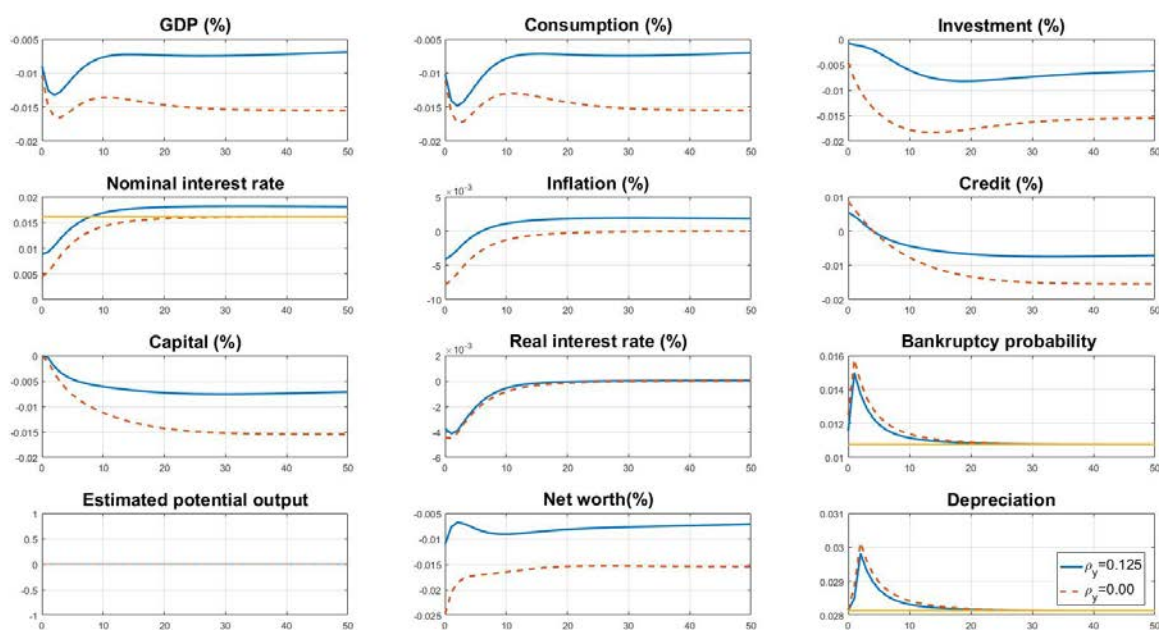 GDP (%)
Consumption (%)
Investment (%)
-0.005
-0.01
-0.015
-0.02
0 10 20 30 40 50
-0.005
-0.01
-0.015
-0.02
0 10 20 30 40 50
0
-0.005
-0.01
-0.015
-0.02
0 10 20 30 40 50
Nominal interest rate
Inflation (%)
Credit (%)
0.02
0.015
0.01
0.005
0
0 10 20 30 40 50
×10⁻³
5
0
-5
-10
0 10 20 30 40 50
0.01
0
-0.01
-0.02
0 10 20 30 40 50
Capital (%)
Real interest rate (%)
Bankruptcy probability
0
-0.005
-0.01
-0.015
-0.02
0 10 20 30 40 50
×10⁻³
2
0
-2
-4
-6
0 10 20 30 40 50
0.016
0.014
0.012
0.01
0 10 20 30 40 50
Estimated potential output
Net worth(%)
Depreciation
1
0.5
0
-0.5
-1
0 10 20 30 40 50
-0.005
-0.01
-0.015
-0.02
-0.025
0 10 20 30 40 50
0.031
0.03
0.029
0.028
0 10 20 30 40 50
ρ_y=0.125
ρ_y=0.00